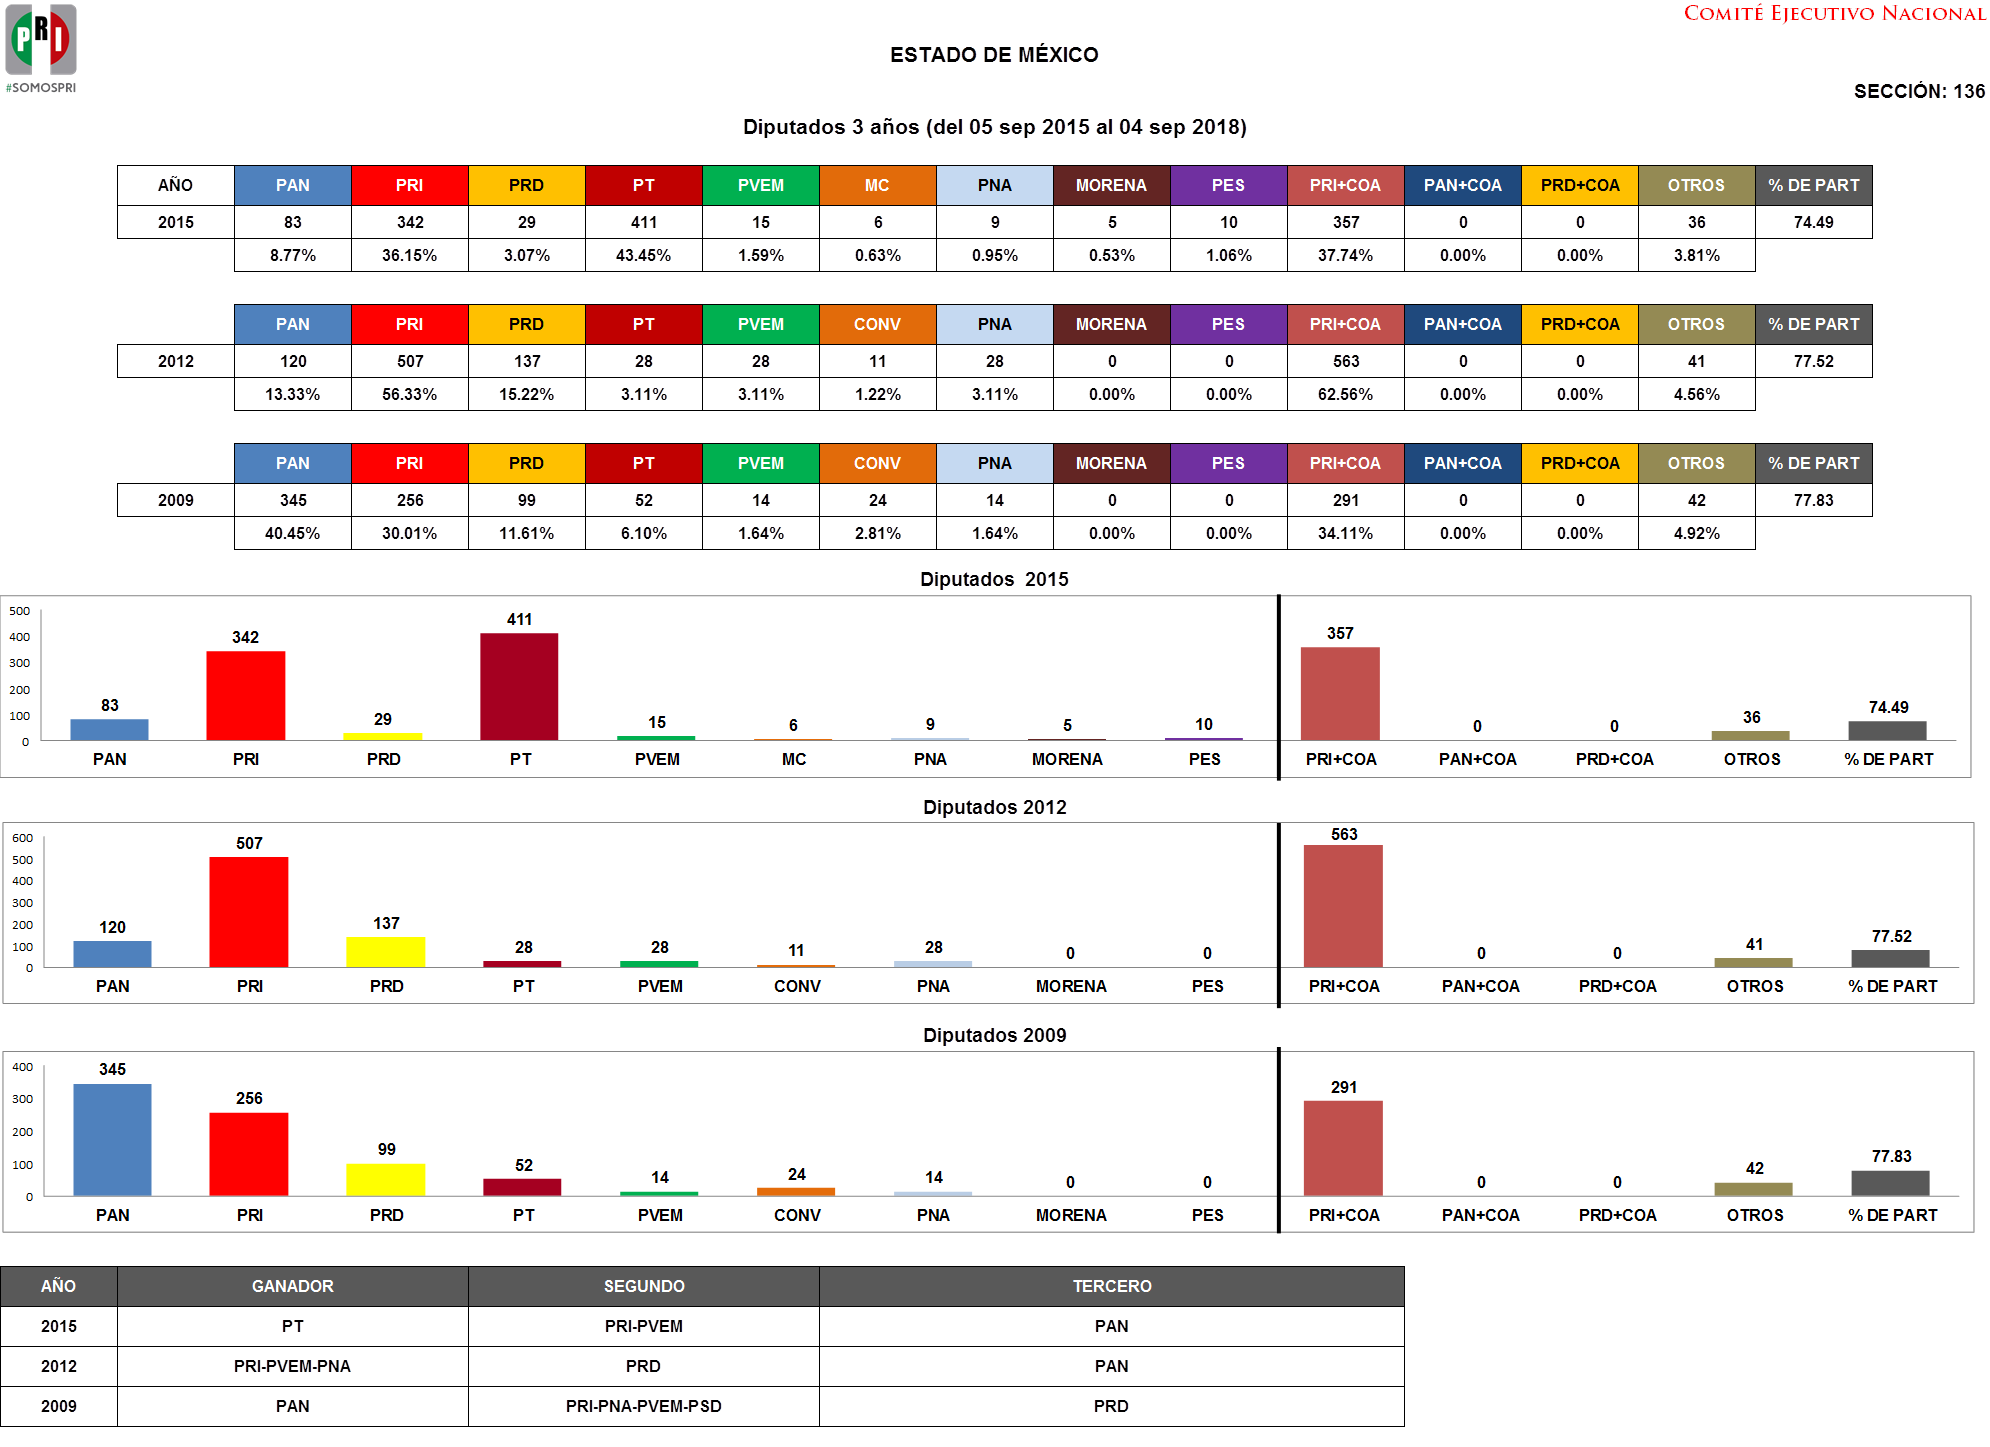 PRI
#SOMOSPRI
COMITÉ EJECUTIVO NACIONAL
ESTADO DE MÉXICO
SECCIÓN: 136
Diputados 3 años (del 05 sep 2015 al 04 sep 2018)
AÑO PAN PRI PRD PT PVEM MC PNA MORENA PES PRI+COA PAN+COA PRD+COA OTROS % DE PART
2015 83 342 29 411 15 6 9 5 10 357 0 0 36 74.49
8.77% 36.15% 3.07% 43.45% 1.59% 0.63% 0.95% 0.53% 1.06% 37.74% 0.00% 0.00% 3.81%
PAN PRI PRD PT PVEM CONV PNA MORENA PES PRI+COA PAN+COA PRD+COA OTROS % DE PART
2012 120 507 137 28 28 11 28 0 0 563 0 0 41 77.52
13.33% 56.33% 15.22% 3.11% 3.11% 1.22% 3.11% 0.00% 0.00% 62.56% 0.00% 0.00% 4.56%
PAN PRI PRD PT PVEM CONV PNA MORENA PES PRI+COA PAN+COA PRD+COA OTROS % DE PART
2009 345 256 99 52 14 24 14 0 0 291 0 0 42 77.83
40.45% 30.01% 11.61% 6.10% 1.64% 2.81% 1.64% 0.00% 0.00% 34.11% 0.00% 0.00% 4.92%
Diputados 2015
500
400
300
200
100
0
83 342 29 411 15 6 9 5 10 357 0 0 36 74.49
PAN PRI PRD PT PVEM MC PNA MORENA PES PRI+COA PAN+COA PRD+COA OTROS % DE PART
Diputados 2012
600
500
400
300
200
100
0
120 507 137 28 28 11 28 0 0 563 0 0 41 77.52
PAN PRI PRD PT PVEM CONV PNA MORENA PES PRI+COA PAN+COA PRD+COA OTROS % DE PART
Diputados 2009
400
300
200
100
0
345 256 99 52 14 24 14 0 0 291 0 0 42 77.83
PAN PRI PRD PT PVEM CONV PNA MORENA PES PRI+COA PAN+COA PRD+COA OTROS % DE PART
AÑO GANADOR SEGUNDO TERCERO
2015 PT PRI-PVEM PAN
2012 PRI-PVEM-PNA PRD PAN
2009 PAN PRI-PNA-PVEM-PSD PRD